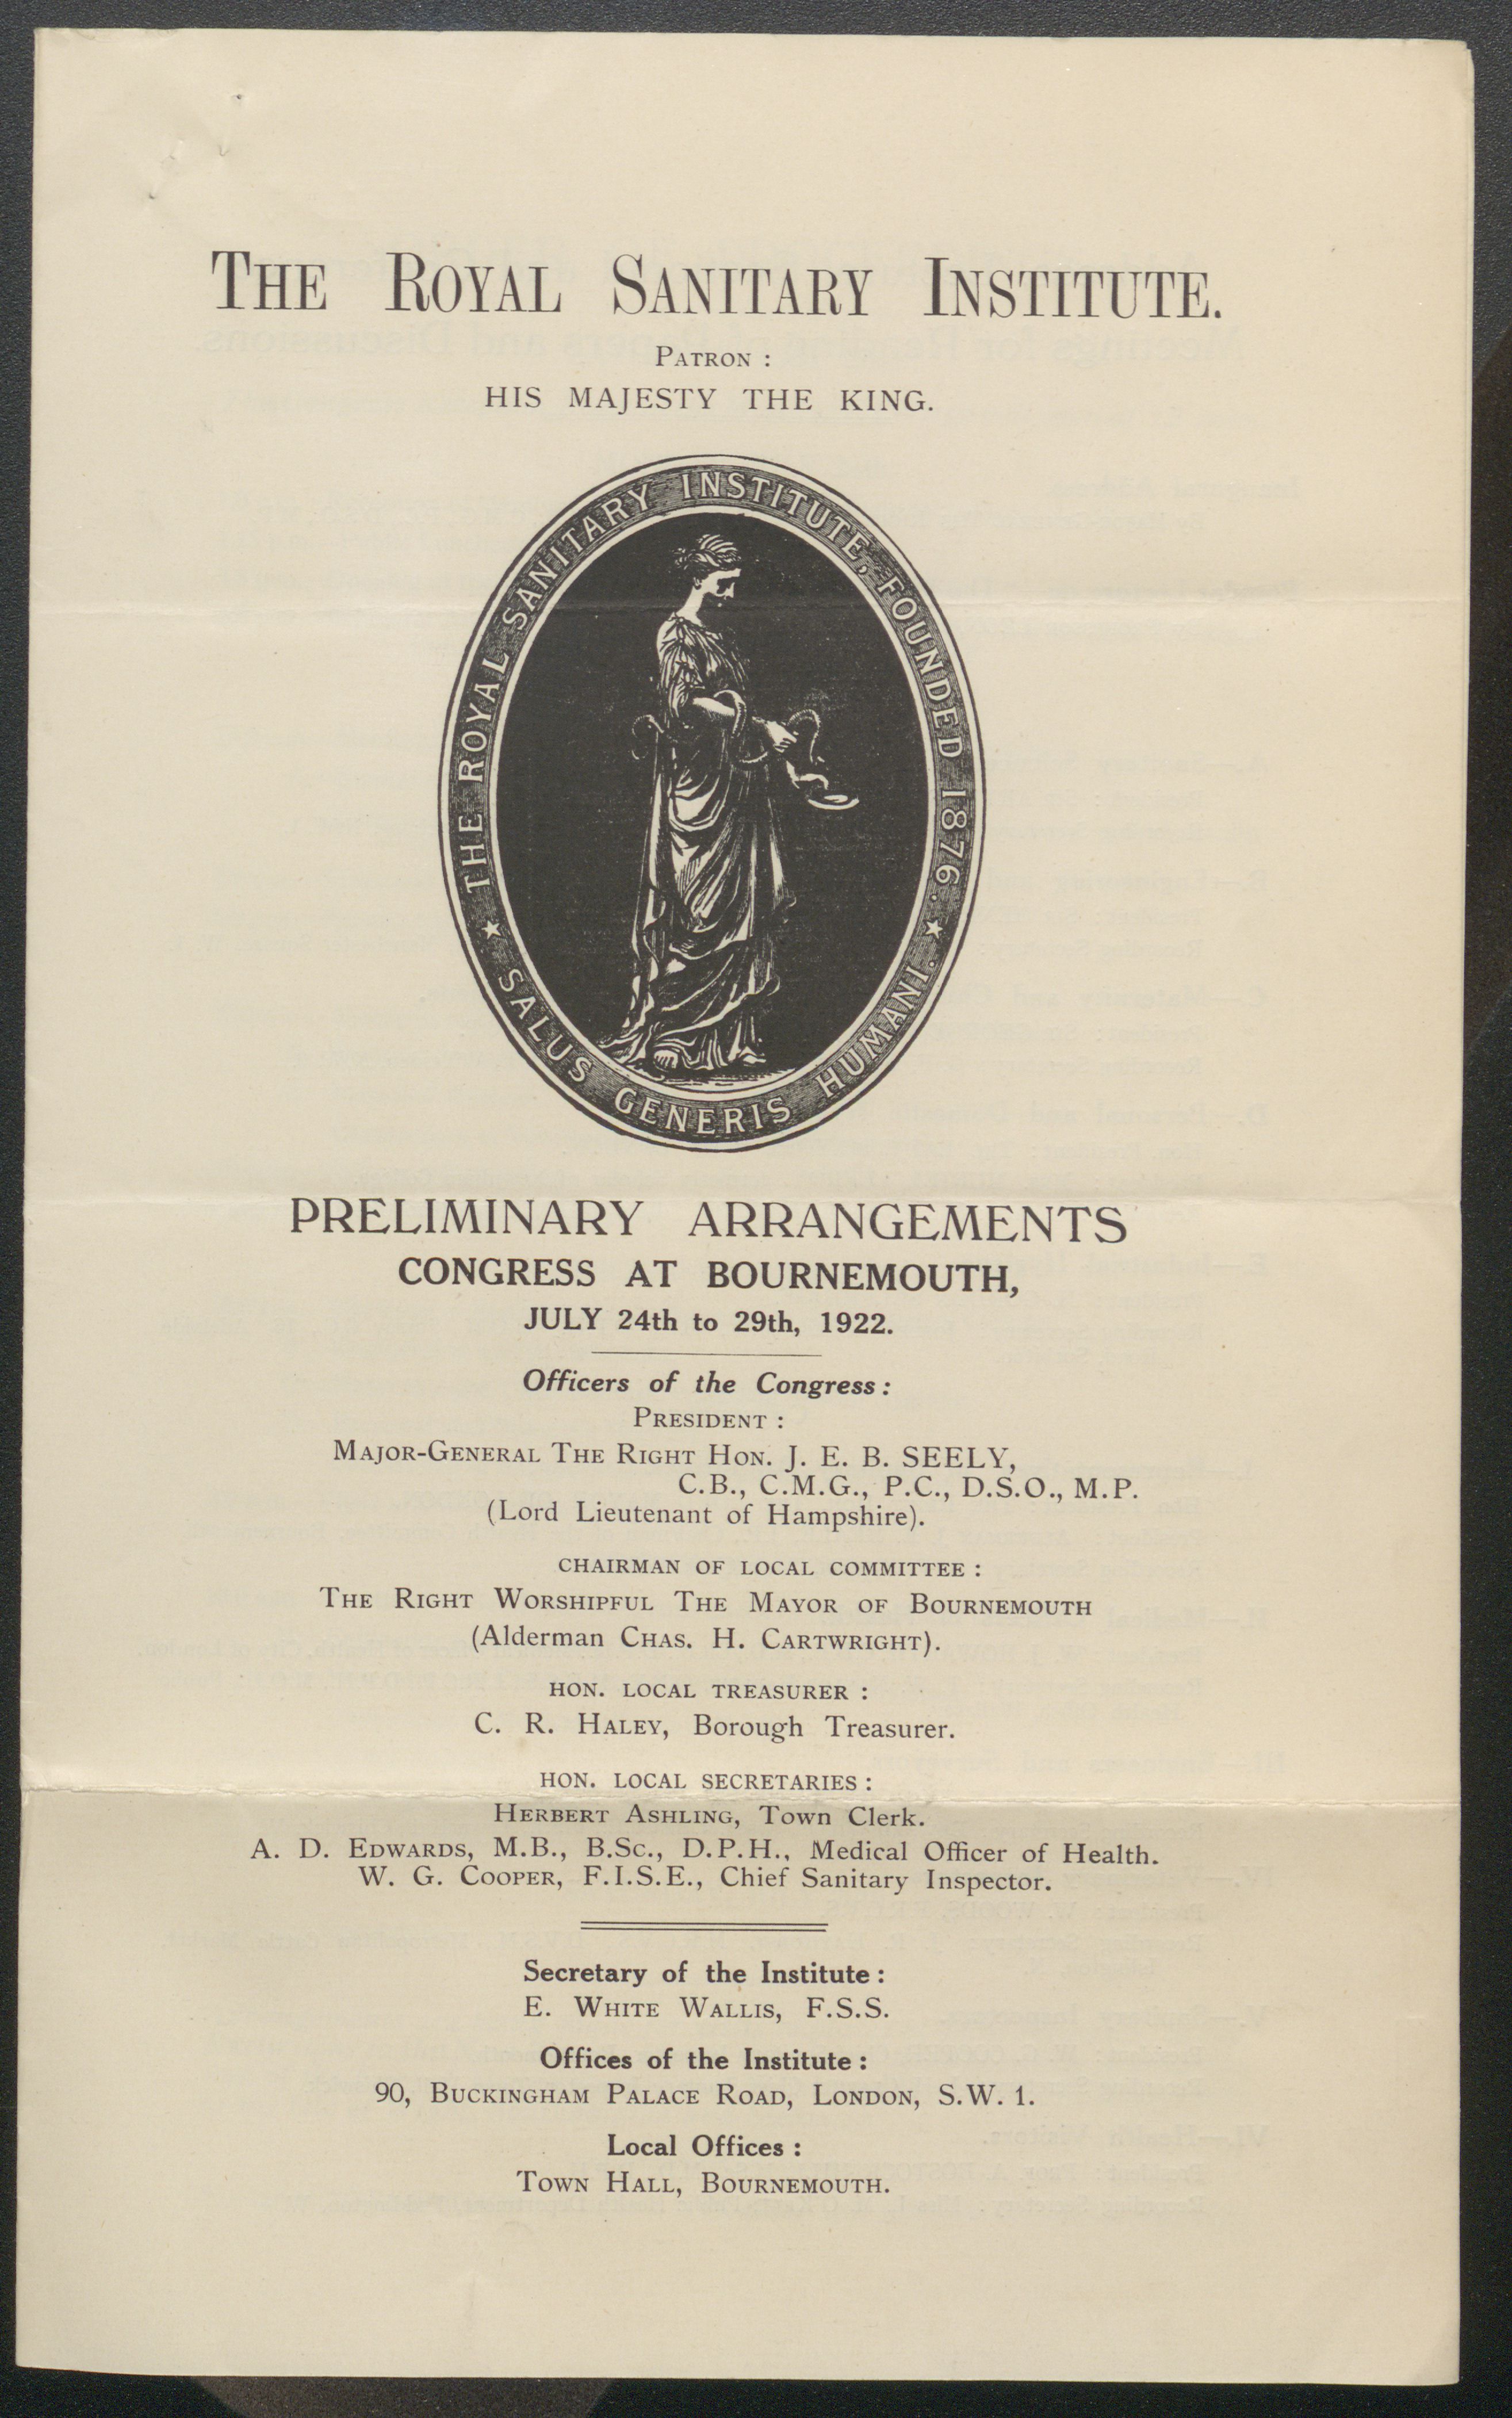 THE ROYAL SANITARY INSTITUTE.
PATRON :
HIS MAJESTY THE KING.
THE ROYAL SANITARY INSTITUTE, FOUNDED 1876.
SALUS GENERIS HUMANI.
PRELIMINARY ARRANGEMENTS
CONGRESS AT BOURNEMOUTH,
JULY 24th to 29th, 1922.
Officers of the Congress :
PRESIDENT :
MAJOR-GENERAL THE RIGHT HON. J. E. B. SEELY,
C.B., C.M.G., P.C., D.S.O., M.P.
(Lord Lieutenant of Hampshire).
CHAIRMAN OF LOCAL COMMITTEE :
THE RIGHT WORSHIPFUL THE MAYOR OF BOURNEMOUTH
(Alderman CHAS. H. CARTWRIGHT).
HON. LOCAL TREASURER :
C. R. HALEY, Borough Treasurer.
HON. LOCAL SECRETARIES :
HERBERT ASHLING, Town Clerk.
A. D. EDWARDS, M.B., B.Sc., D.P.H., Medical Officer of Health.
W. G. COOPER, F.I.S.E., Chief Sanitary Inspector.
Secretary of the Institute :
E. WHITE WALLIS, F.S.S.
Offices of the Institute :
90, BUCKINGHAM PALACE ROAD, LONDON, S.W. 1.
Local Offices :
TOWN HALL, BOURNEMOUTH.